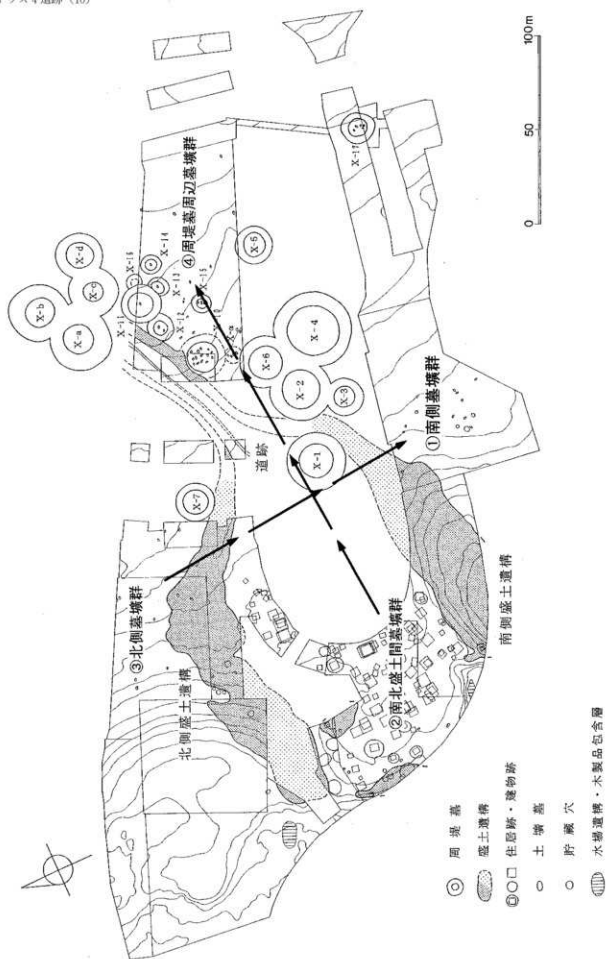 キウス4遺跡 (10)
0 50 100m
X-b
X-d
X-a
X-c
X-16
X-14
X-11
X-13
X-12
X-15
X-a
④周堤墓周辺墓壙群
X-5
X-17
X-6
X-4
X-2
X-3
X-1
X-7
道跡
①南側墓壙群
③北側墓壙群
北側盛土遺構
②南北盛土間墓壙群
南側盛土遺構
周堤墓
盛土遺構
住居跡・建物跡
土壙墓
貯蔵穴
水場遺構・木製品包含層